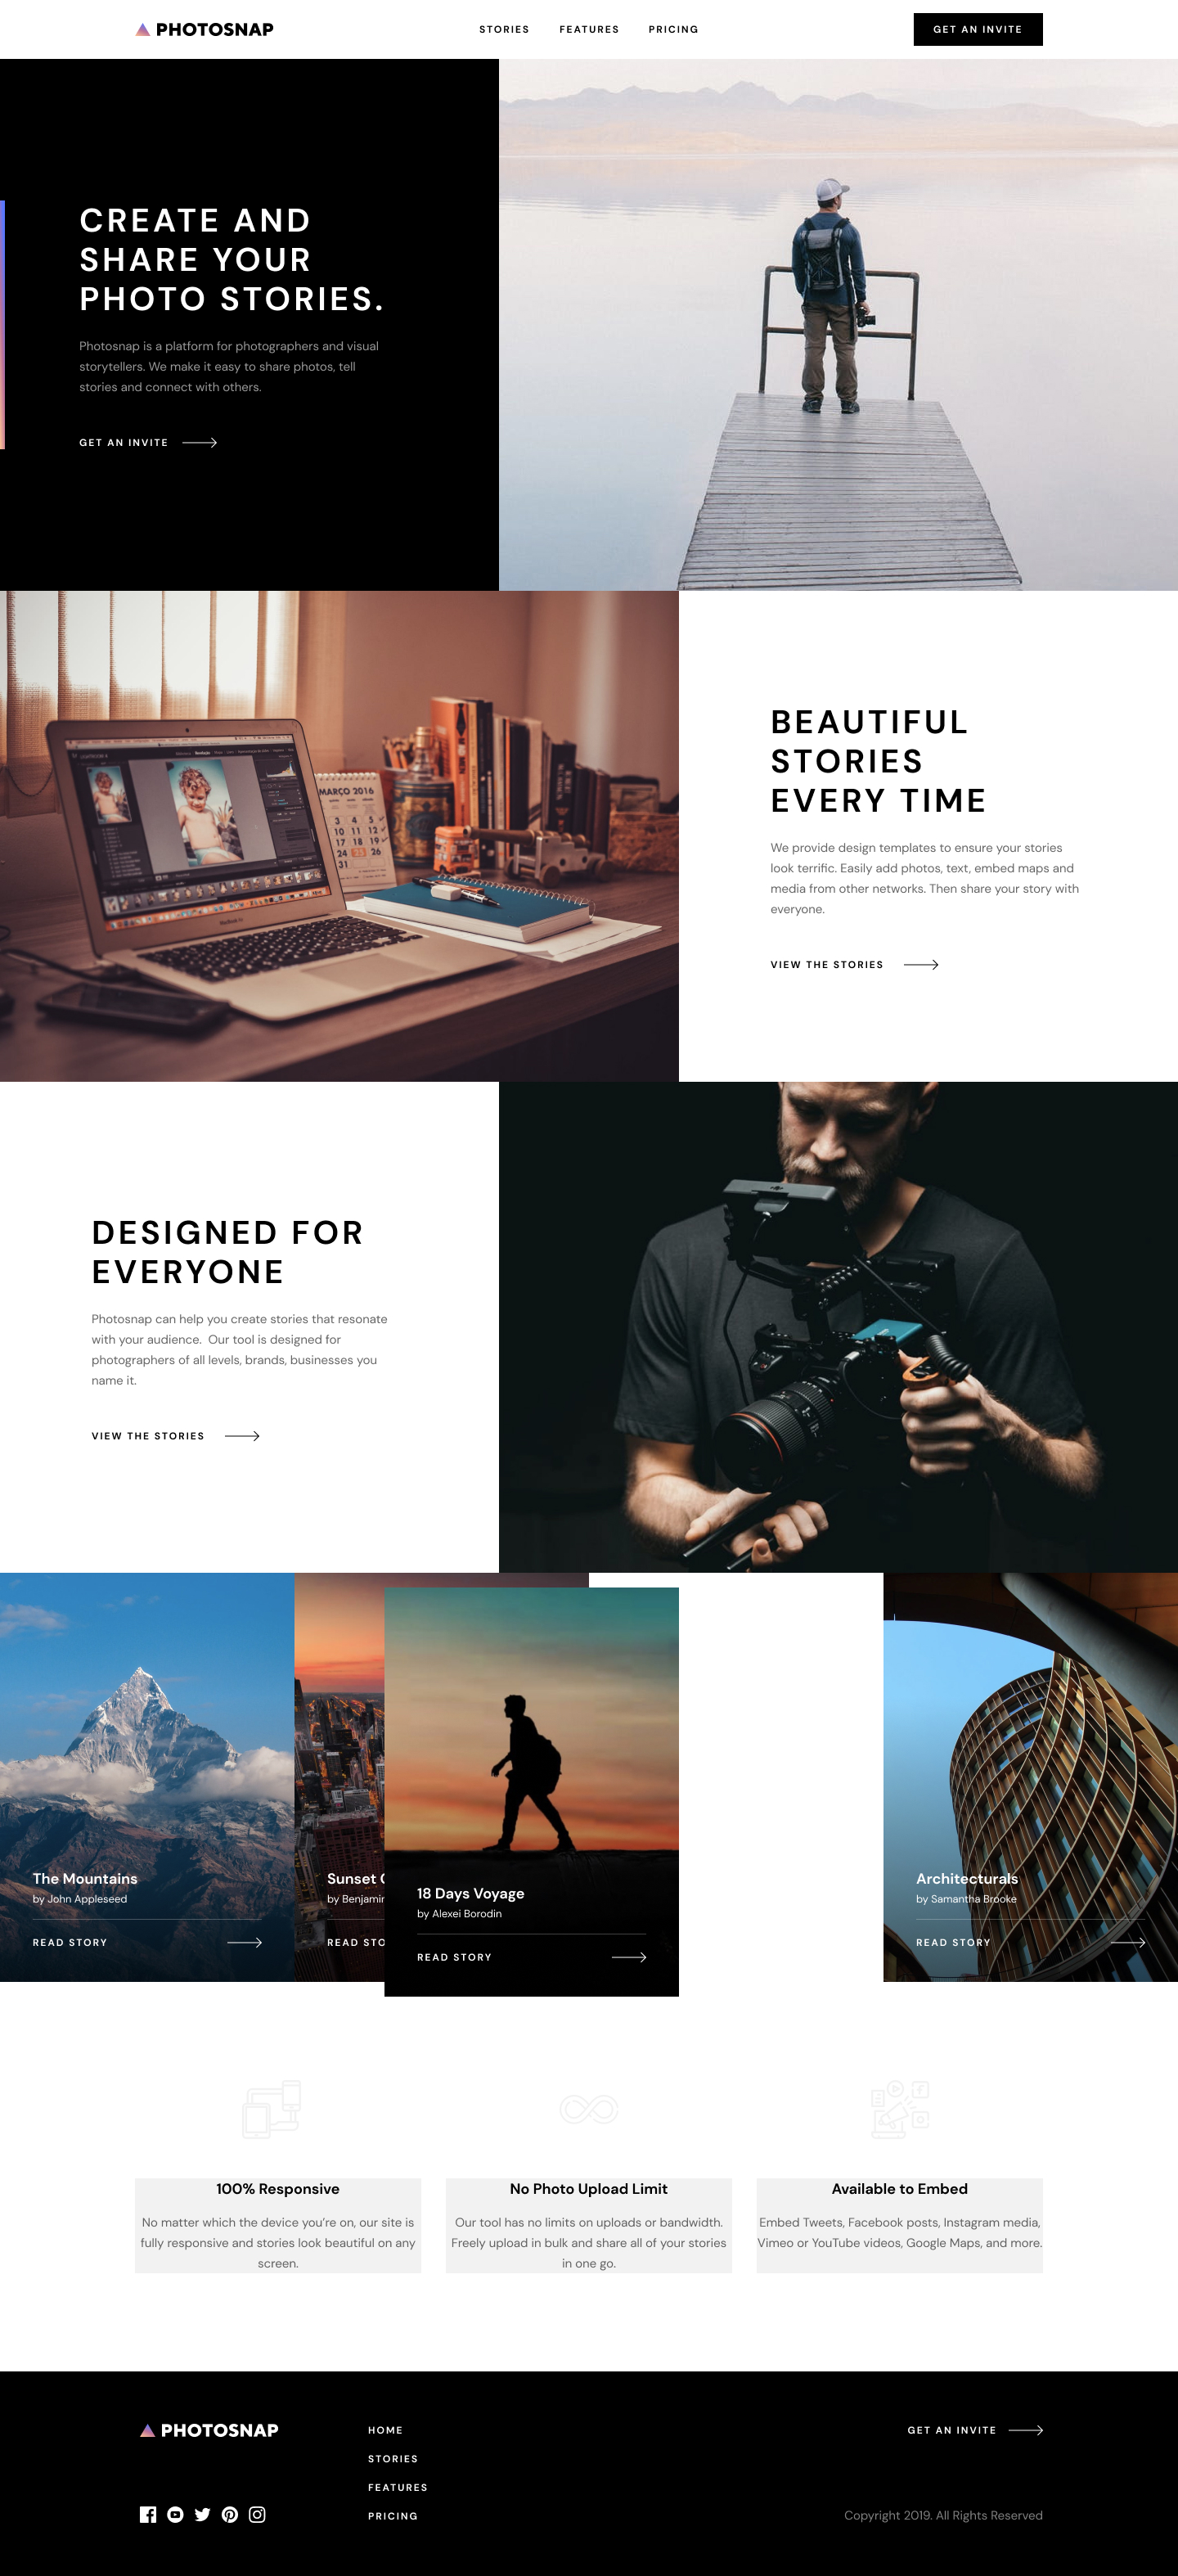 PHOTOSNAP
STORIES
FEATURES
PRICING
GET AN INVITE
CREATE AND
SHARE YOUR
PHOTO STORIES.
Photosnap is a platform for photographers and visual
storytellers. We make it easy to share photos, tell
stories and connect with others.
GET AN INVITE
MARÇO 2016
BEAUTIFUL
STORIES
EVERY TIME
We provide design templates to ensure your stories
look terrific. Easily add photos, text, embed maps and
media from other networks. Then share your story with
everyone.
VIEW THE STORIES
DESIGNED FOR
EVERYONE
Photosnap can help you create stories that resonate
with your audience.  Our tool is designed for
photographers of all levels, brands, businesses you
name it.
VIEW THE STORIES
The Mountains
by John Appleseed
READ STORY
Sunset
by Benjamin
READ STO
18 Days Voyage
by Alexei Borodin
READ STORY
Architecturals
by Samantha Brooke
READ STORY
100% Responsive
No matter which the device you’re on, our site is
fully responsive and stories look beautiful on any
screen.
No Photo Upload Limit
Our tool has no limits on uploads or bandwidth.
Freely upload in bulk and share all of your stories
in one go.
Available to Embed
Embed Tweets, Facebook posts, Instagram media,
Vimeo or YouTube videos, Google Maps, and more.
PHOTOSNAP
HOME
STORIES
FEATURES
PRICING
GET AN INVITE
Copyright 2019. All Rights Reserved